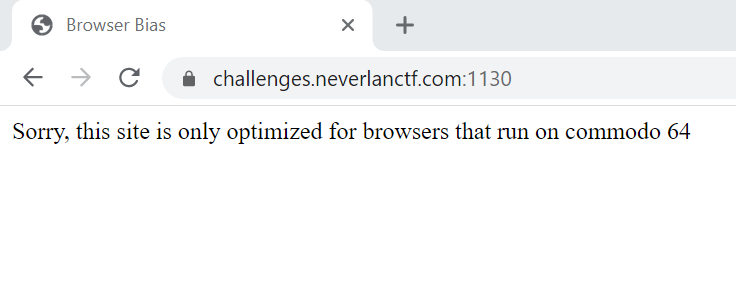 Browser Bias
challenges.neverlanctf.com:1130
Sorry, this site is only optimized for browsers that run on commodo 64